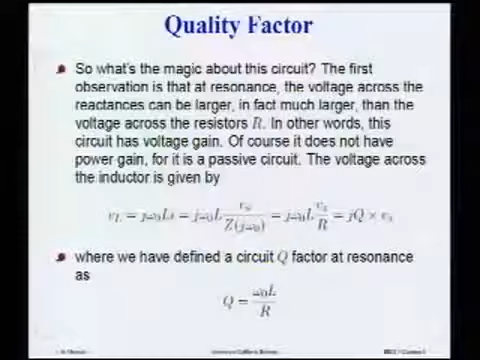 Quality Factor
So what's the magic about this circuit? The first
observation is that at resonance, the voltage across the
reactances can be larger, in fact much larger, than the
voltage across the resistors R. In other words, this
circuit has voltage gain. Of course it does not have
power gain, for it is a passive circuit. The voltage across
the inductor is given by
v_L = jω₀Li = jω₀L v_s/Z(jω₀) = jω₀L v_s/R = jQ × v_s
where we have defined a circuit Q factor at resonance
as
Q = ω₀L/R